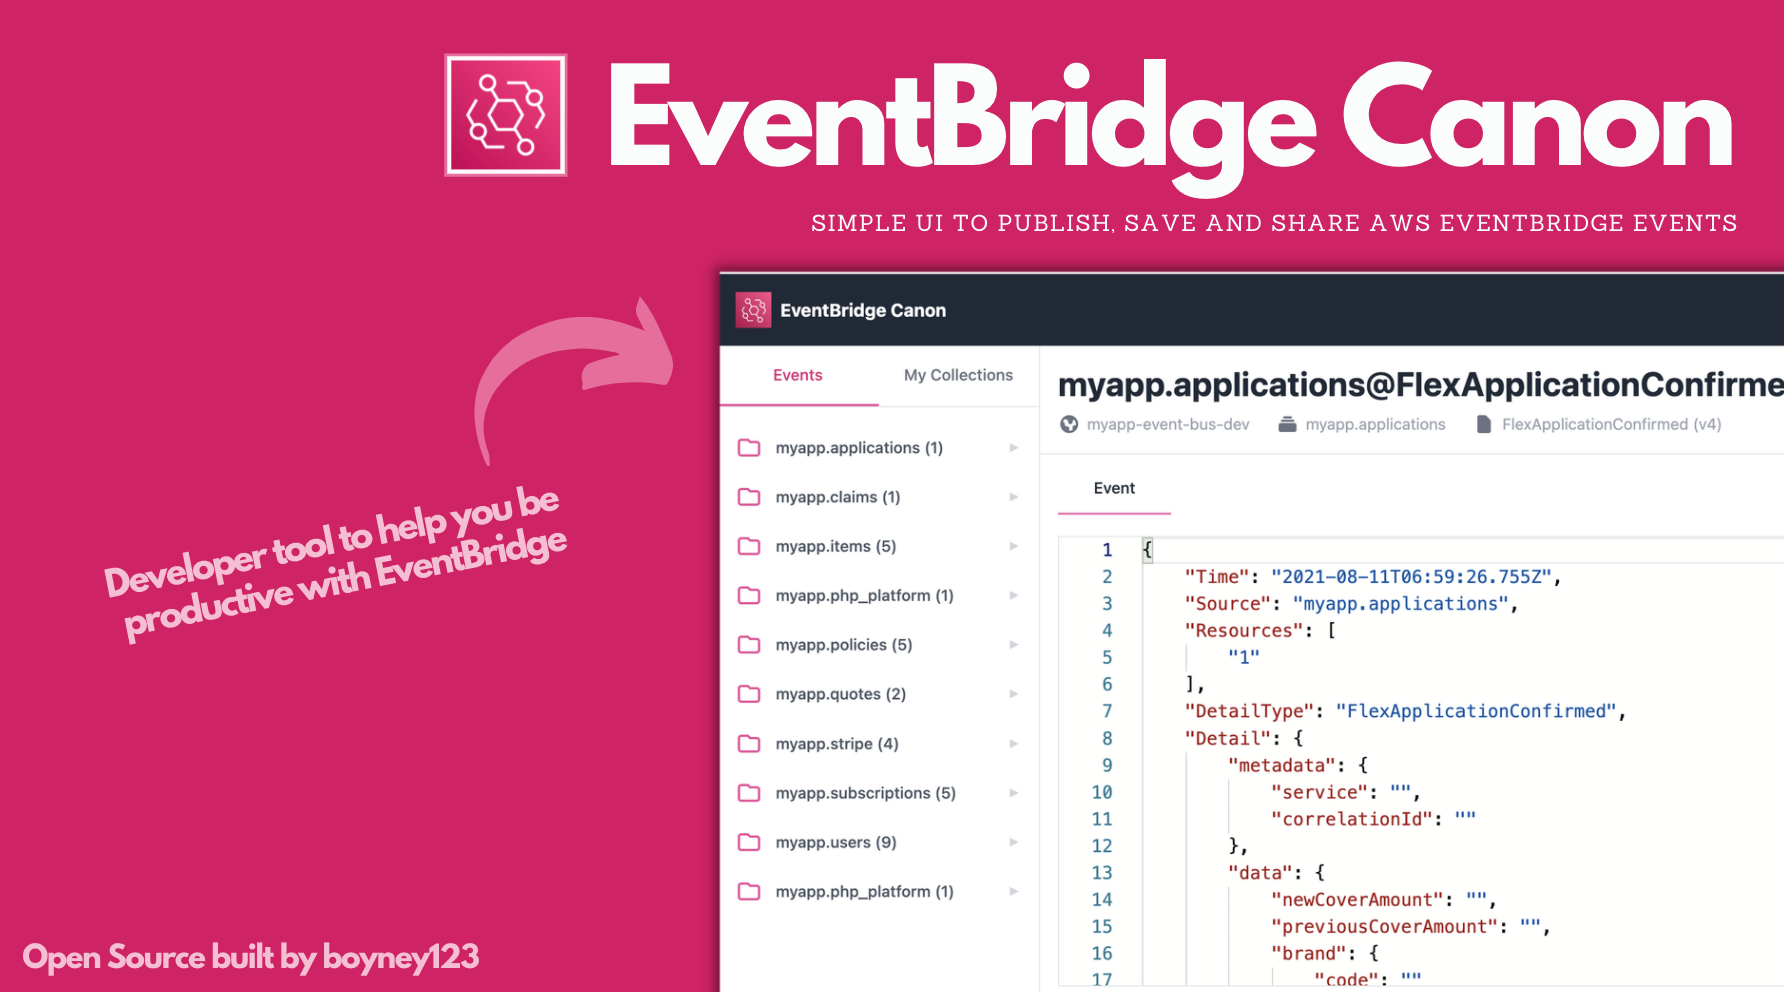 EventBridge Canon
SIMPLE UI TO PUBLISH, SAVE AND SHARE AWS EVENTBRIDGE EVENTS
Developer tool to help you be
productive with EventBridge
Open Source built by boyney123
EventBridge Canon
Events My Collections
myapp.applications (1)
myapp.claims (1)
myapp.items (5)
myapp.php_platform (1)
myapp.policies (5)
myapp.quotes (2)
myapp.stripe (4)
myapp.subscriptions (5)
myapp.users (9)
myapp.php_platform (1)
myapp.applications@FlexApplicationConfirme
myapp-event-bus-dev myapp.applications FlexApplicationConfirmed (v4)
Event
1 {
2 "Time": "2021-08-11T06:59:26.755Z",
3 "Source": "myapp.applications",
4 "Resources": [
5 "1"
6 ],
7 "DetailType": "FlexApplicationConfirmed",
8 "Detail": {
9 "metadata": {
10 "service": "",
11 "correlationId": ""
12 },
13 "data": {
14 "newCoverAmount": "",
15 "previousCoverAmount": "",
16 "brand": {
17 "code": ""